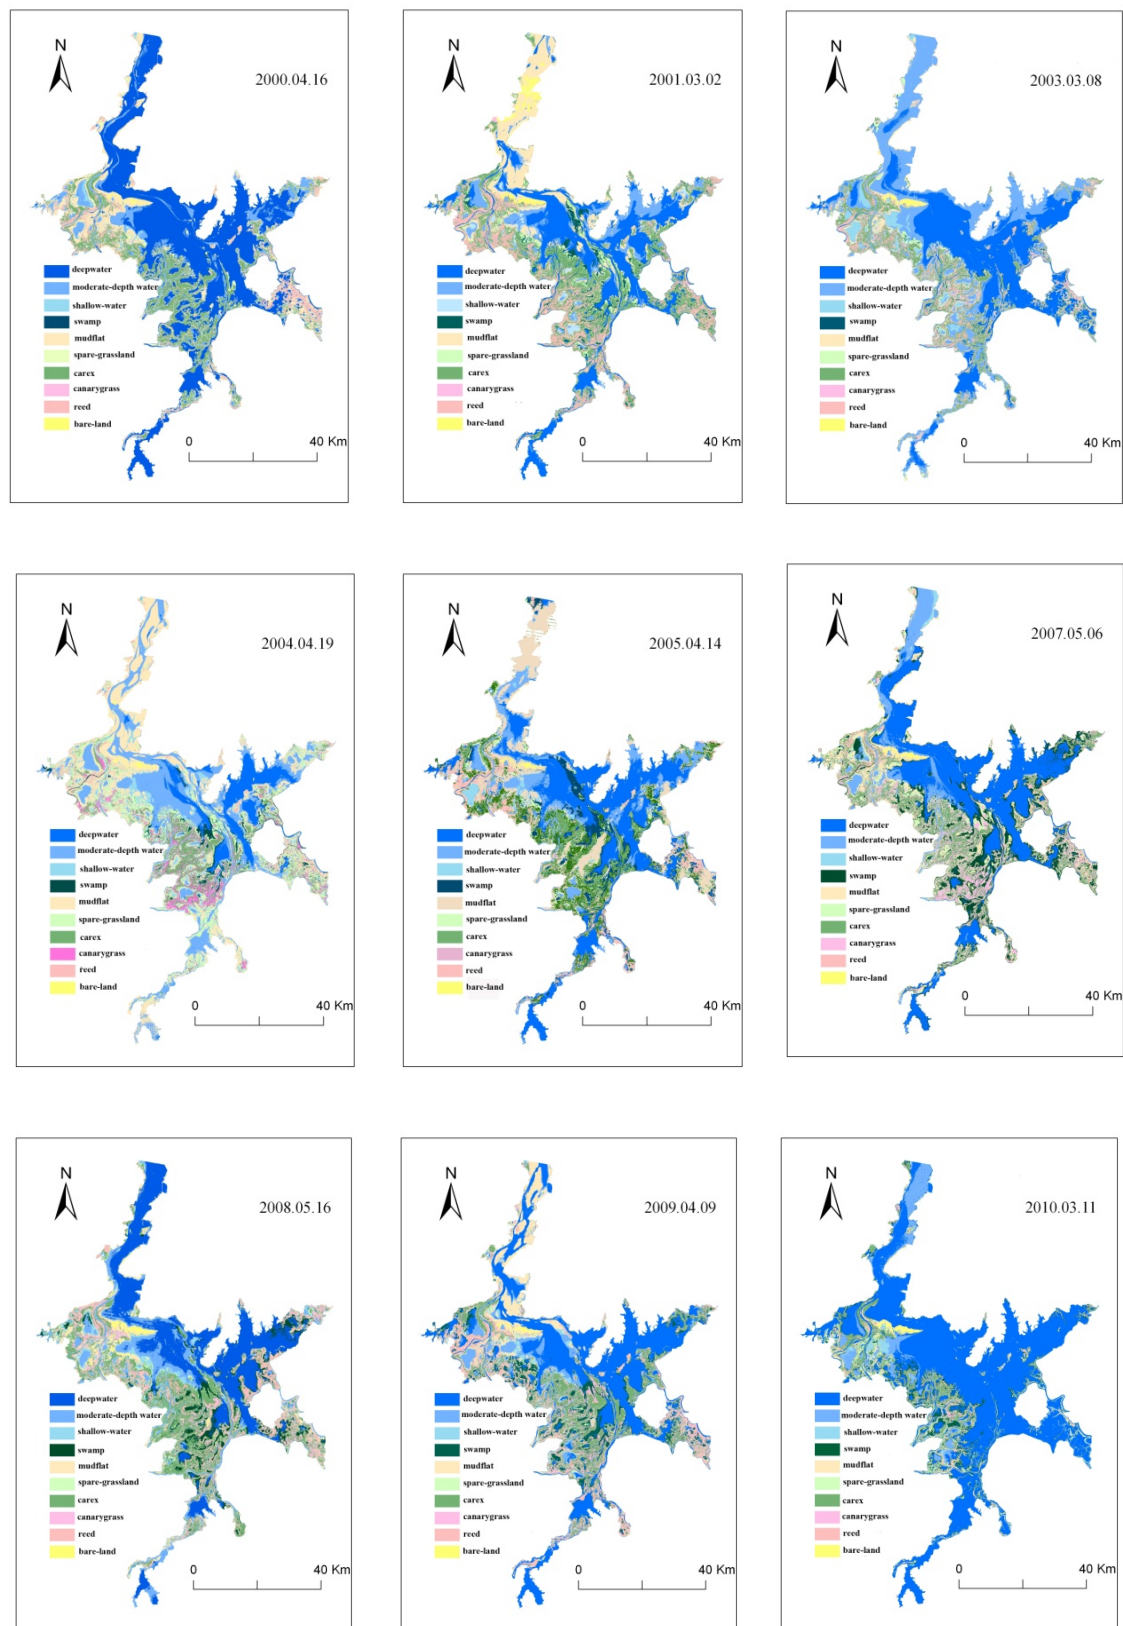 N
2000.04.16
deepwater
moderate-depth water
shallow-water
swamp
mudflat
spare-grassland
carex
canarygrass
reed
bare-land
0 40 Km
N
2001.03.02
deepwater
moderate-depth water
shallow-water
swamp
mudflat
spare-grassland
carex
canarygrass
reed
bare-land
0 40 Km
N
2003.03.08
deepwater
moderate-depth water
shallow-water
swamp
mudflat
spare-grassland
carex
canarygrass
reed
bare-land
0 40 Km
N
2004.04.19
deepwater
moderate-depth water
shallow-water
swamp
mudflat
spare-grassland
carex
canarygrass
reed
bare-land
0 40 Km
N
2005.04.14
deepwater
moderate-depth water
shallow-water
swamp
mudflat
spare-grassland
carex
canarygrass
reed
bare-land
0 40 Km
N
2007.05.06
deepwater
moderate-depth water
shallow-water
swamp
mudflat
spare-grassland
carex
canarygrass
reed
bare-land
0 40 Km
N
2008.05.16
deepwater
moderate-depth water
shallow-water
swamp
mudflat
spare-grassland
carex
canarygrass
reed
bare-land
0 40 Km
N
2009.04.09
deepwater
moderate-depth water
shallow-water
swamp
mudflat
spare-grassland
carex
canarygrass
reed
bare-land
0 40 Km
N
2010.03.11
deepwater
moderate-depth water
shallow-water
swamp
mudflat
spare-grassland
carex
canarygrass
reed
bare-land
0 40 Km